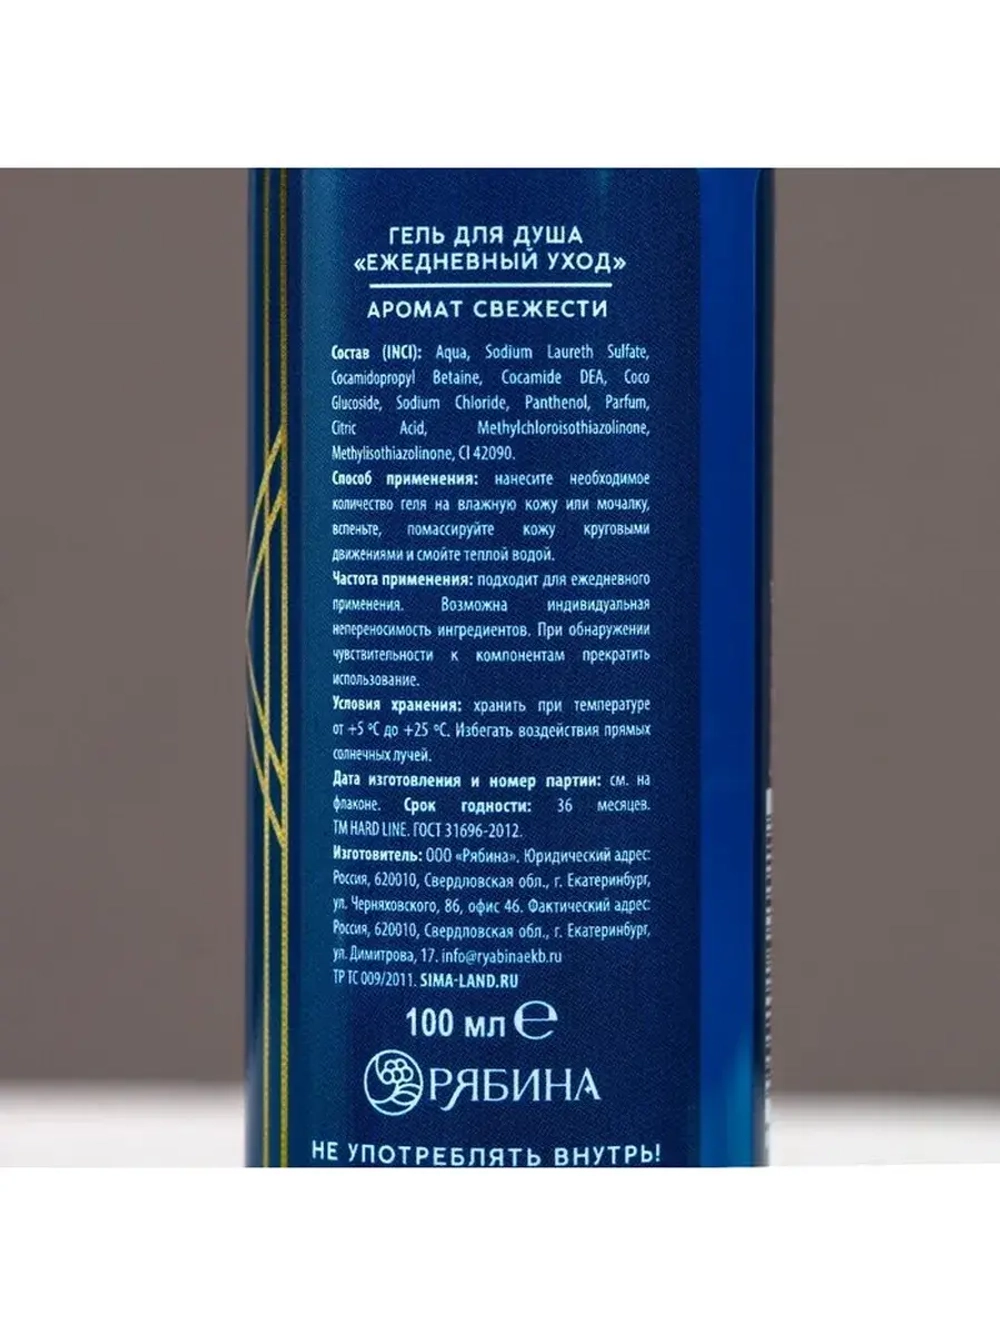 ГЕЛЬ ДЛЯ ДУША
«ЕЖЕДНЕВНЫЙ УХОД»
АРОМАТ СВЕЖЕСТИ
Состав (INCI): Aqua, Sodium Laureth Sulfate,
Cocamidopropyl Betaine, Cocamide DEA, Coco
Glucoside, Sodium Chloride, Panthenol, Parfum,
Citric Acid, Methylchloroisothiazolinone,
Methylisothiazolinone, CI 42090.
Способ применения: нанесите необходимое
количество геля на влажную кожу или мочалку,
вспеньте, помассируйте кожу круговыми
движениями и смойте теплой водой.
Частота применения: подходит для ежедневного
применения. Возможна индивидуальная
непереносимость ингредиентов. При обнаружении
чувствительности к компонентам прекратить
использование.
Условия хранения: хранить при температуре
от +5 °С до +25 °С. Избегать воздействия прямых
солнечных лучей.
Дата изготовления и номер партии: см. на
флаконе. Срок годности: 36 месяцев.
TM HARD LINE. ГОСТ 31696-2012.
Изготовитель: ООО «Рябина». Юридический адрес:
Россия, 620010, Свердловская обл., г. Екатеринбург,
ул. Черняховского, 86, офис 46. Фактический адрес:
Россия, 620010, Свердловская обл., г. Екатеринбург,
ул. Димитрова, 17. info@ryabinaekb.ru
ТР ТС 009/2011. SIMA-LAND.RU
100 мл ℮
РЯБИНА
НЕ УПОТРЕБЛЯТЬ ВНУТРЬ!